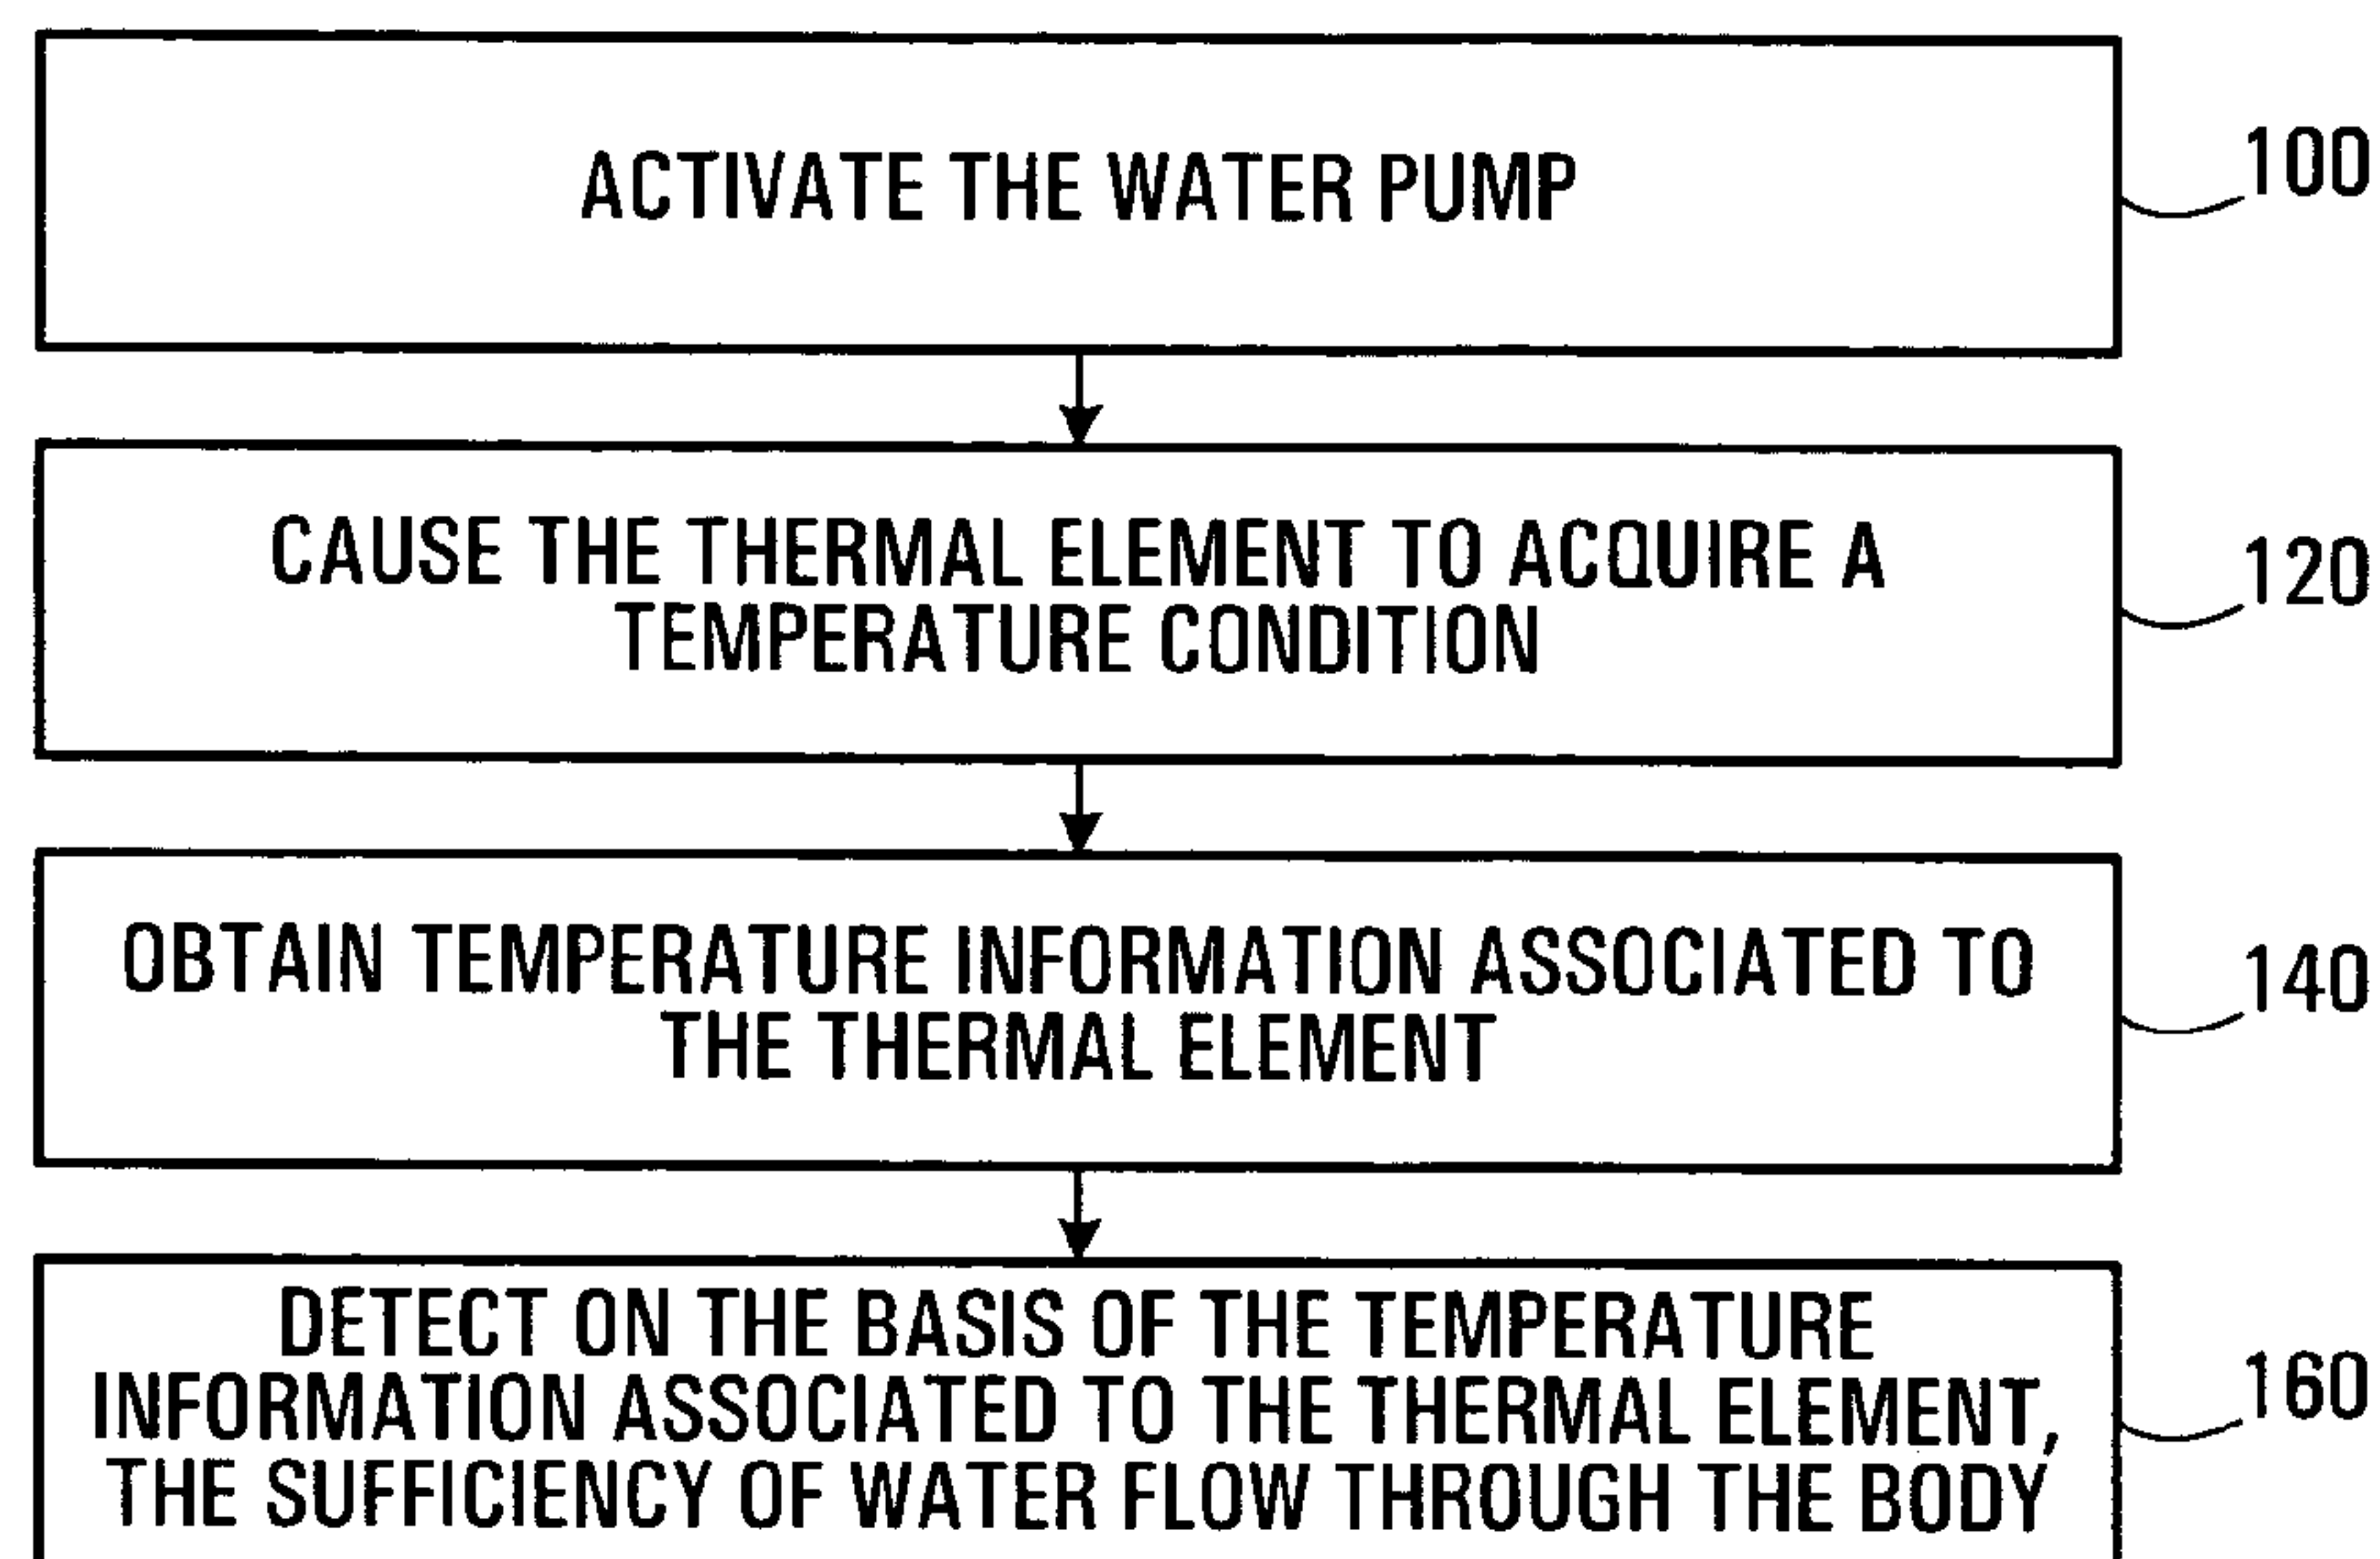 ACTIVATE THE WATER PUMP
100
CAUSE THE THERMAL ELEMENT TO ACQUIRE A
TEMPERATURE CONDITION
120
OBTAIN TEMPERATURE INFORMATION ASSOCIATED TO
THE THERMAL ELEMENT
140
DETECT ON THE BASIS OF THE TEMPERATURE
INFORMATION ASSOCIATED TO THE THERMAL ELEMENT,
THE SUFFICIENCY OF WATER FLOW THROUGH THE BODY
160